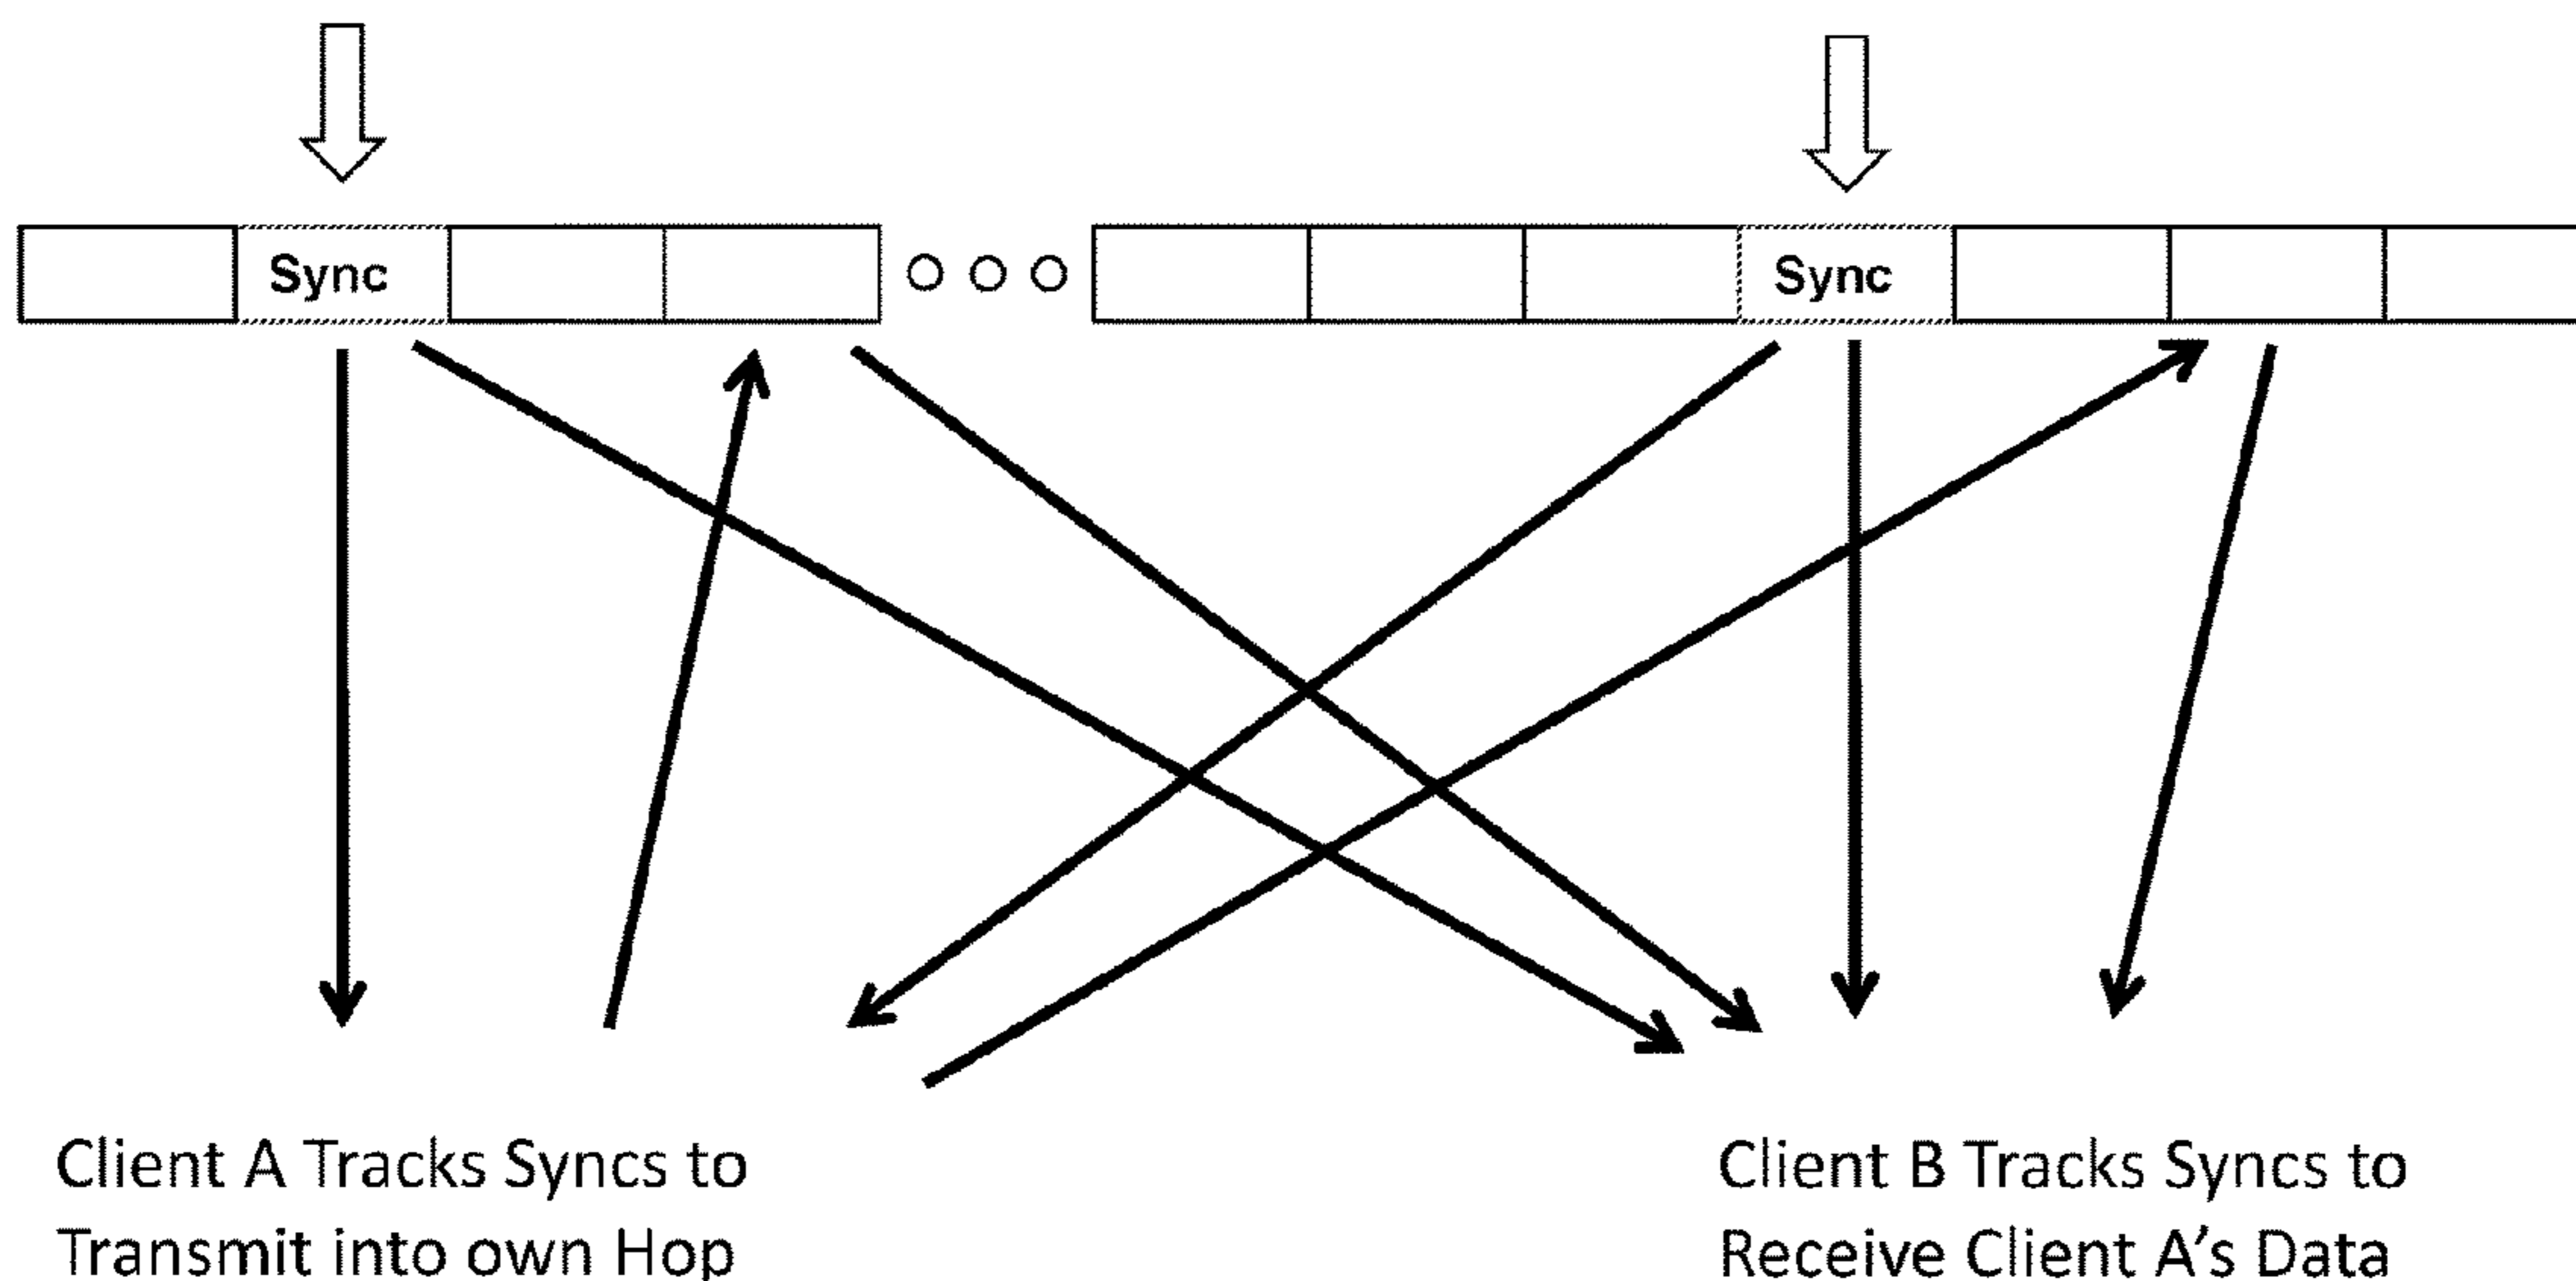 Sync
Sync
Client A Tracks Syncs to
Transmit into own Hop
Client B Tracks Syncs to
Receive Client A's Data